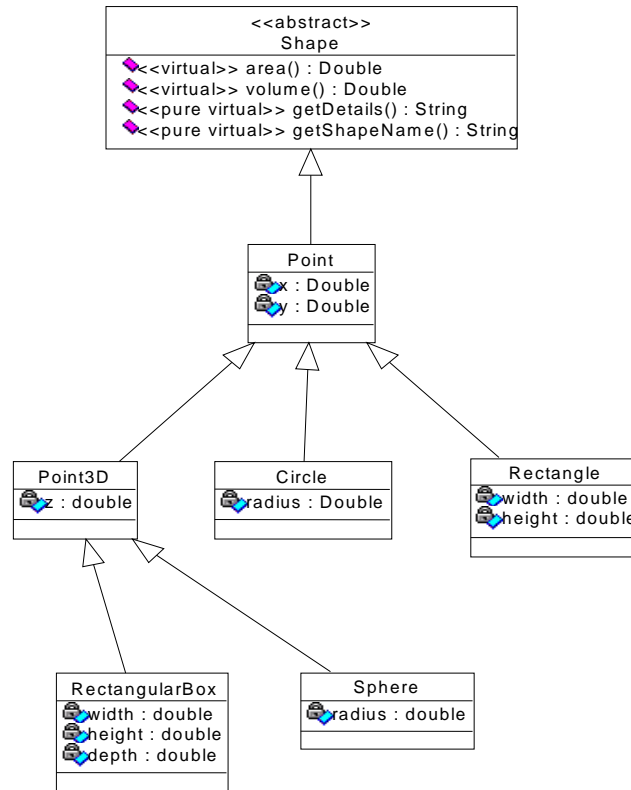 <<abstract>>
Shape
<<virtual>> area() : Double
<<virtual>> volume() : Double
<<pure virtual>> getDetails() : String
<<pure virtual>> getShapeName() : String
Point
x : Double
y : Double
Point3D
z : double
Circle
radius : Double
Rectangle
width : double
height : double
RectangularBox
width : double
height : double
depth : double
Sphere
radius : double